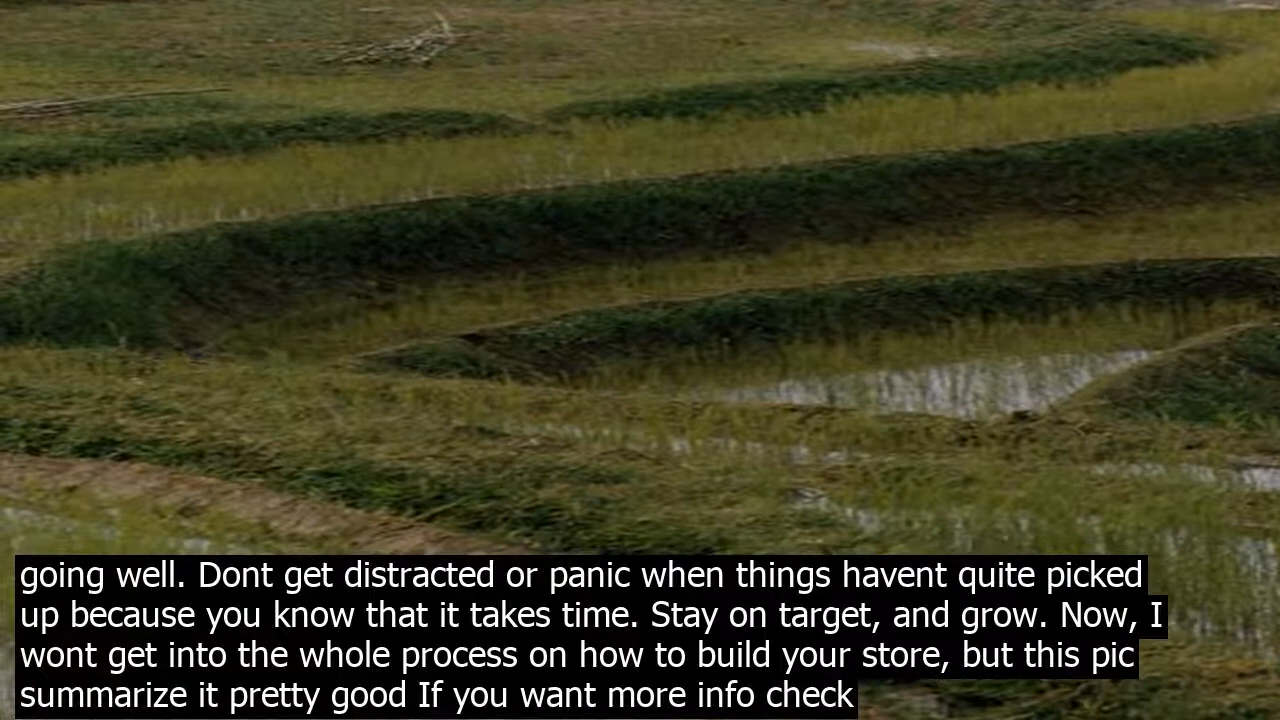 going well. Dont get distracted or panic when things havent quite picked
up because you know that it takes time. Stay on target, and grow. Now, I
wont get into the whole process on how to build your store, but this pic
summarize it pretty good If you want more info check